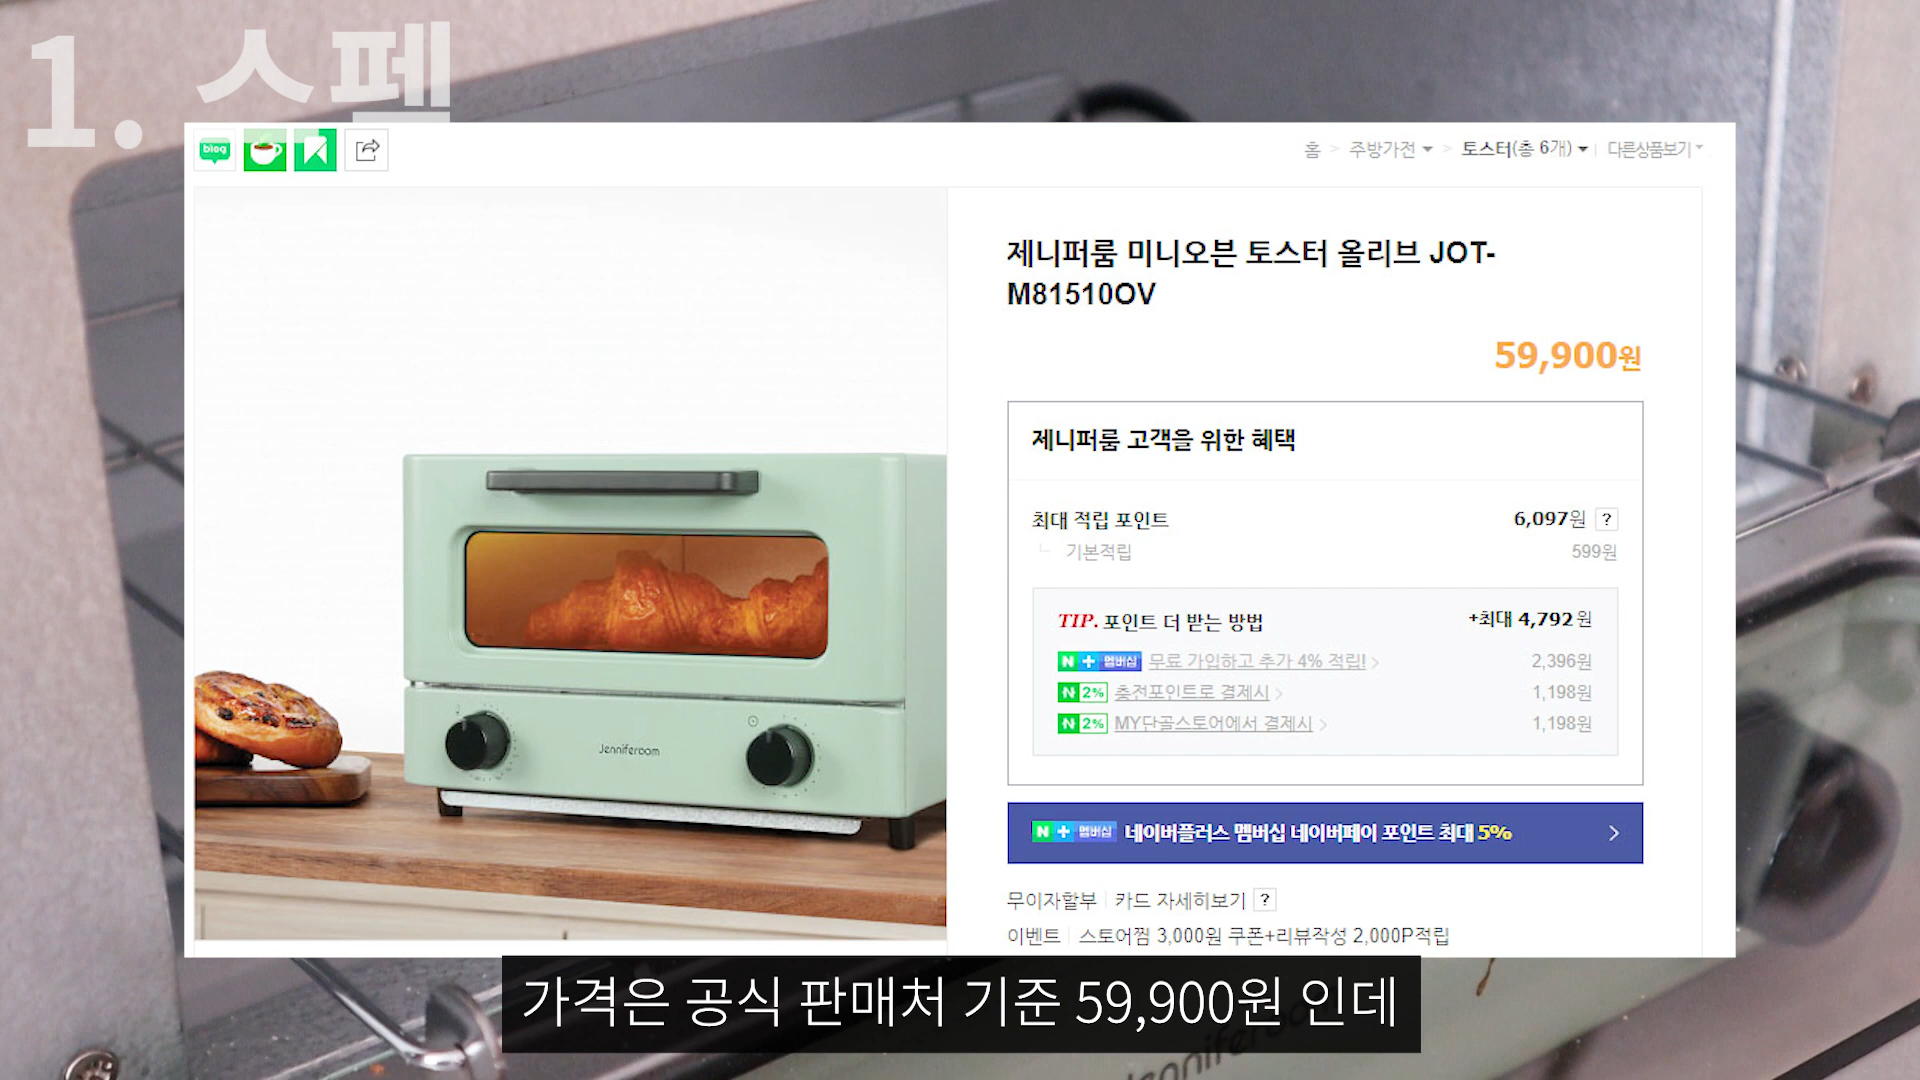 1. 스펙
blog
홈 > 주방가전 > 토스터(총 6개) 다른상품보기
제니퍼룸 미니오븐 토스터 올리브 JOT-
M81510OV
59,900원
제니퍼룸 고객을 위한 혜택
최대 적립 포인트 6,097원 ?
기본적립 599원
TIP. 포인트 더 받는 방법 +최대 4,792원
N + 멤버십 무료 가입하고 추가 4% 적립! > 2,396원
N 2% 충전포인트로 결제시 > 1,198원
N 2% MY단골스토어에서 결제시 > 1,198원
N + 멤버십 네이버플러스 멤버십 네이버페이 포인트 최대 5% >
무이자할부 카드 자세히보기 ?
이벤트 스토어찜 3,000원 쿠폰+리뷰작성 2,000P적립
Jenniferoom
가격은 공식 판매처 기준 59,900원 인데
Jenniferoom